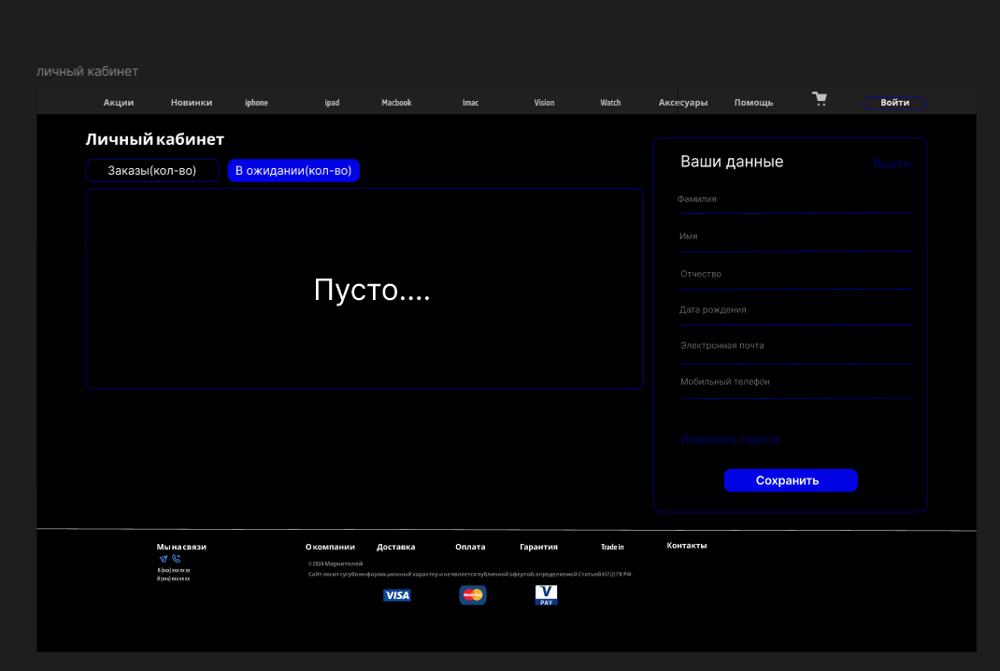 личный кабинет
Акции Новинки iphone ipad Macbook Imac Vision Watch Аксесуары Помощь Войти
Личный кабинет
Заказы(кол-во) В ожидании(кол-во)
Пусто....
Ваши данные Выйти
Фамилия
Имя
Отчество
Дата рождения
Электронная почта
Мобильный телефон
Изменить пароль
Сохранить
Мы на связи
8 (xxx) xxx xx xx
8 (xxx) xxx xx xx
О компании Доставка Оплата Гарантия Trade in Контакты
©2024 Маркетплей
Сайт носит сугубо информационный характер и не является публичной офертой, определяемой Статьей 437 (2) ГК РФ.
VISA MasterCard V PAY